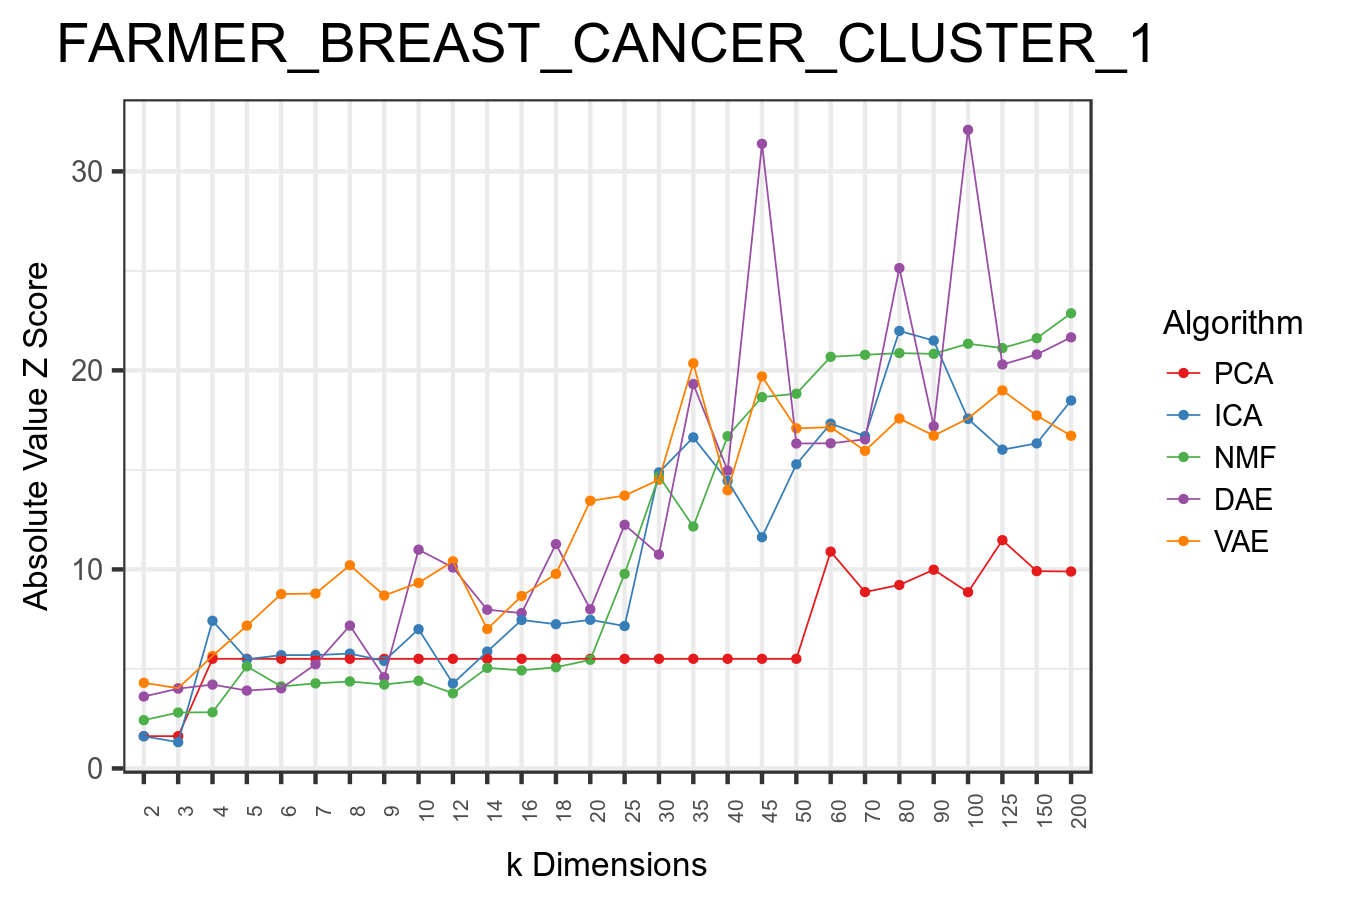 FARMER_BREAST_CANCER_CLUSTER_1
Absolute Value Z Score
30
20
10
0
2 3 4 5 6 7 8 9 10 12 14 16 18 20 25 30 35 40 45 50 60 70 80 90 100 125 150 200
k Dimensions
Algorithm
PCA
ICA
NMF
DAE
VAE